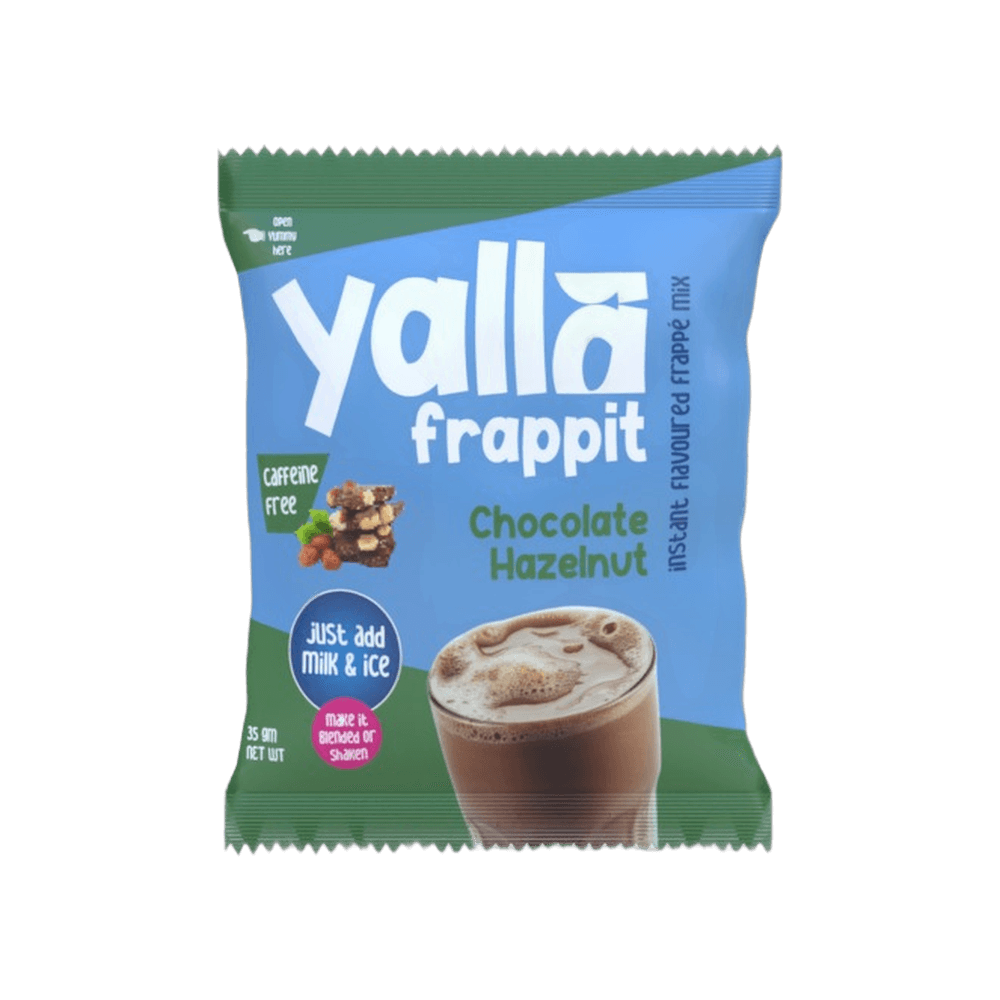 open
yummy
here
yallā
frappit
instant flavoured frappé mix
Caffeine
Free
Chocolate
Hazelnut
just add
milk & ice
make it
Blended or
Shaken
35 gm
NET WT